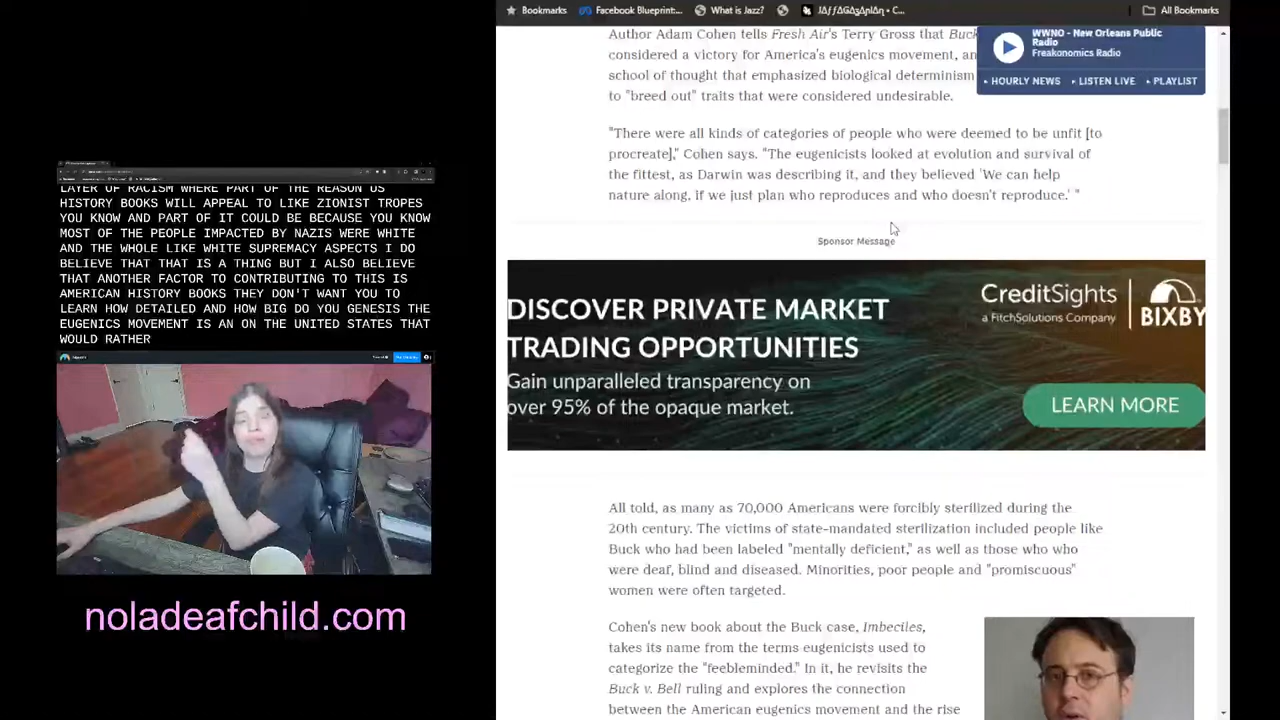 LAYER OF RACISM WHERE PART OF THE REASON US
HISTORY BOOKS WILL APPEAL TO LIKE ZIONIST TROPES
YOU KNOW AND PART OF IT COULD BE BECAUSE YOU KNOW
MOST OF THE PEOPLE IMPACTED BY NAZIS WERE WHITE
AND THE WHOLE LIKE WHITE SUPREMACY ASPECTS I DO
BELIEVE THAT THAT IS A THING BUT I ALSO BELIEVE
THAT ANOTHER FACTOR TO CONTRIBUTING TO THIS IS
AMERICAN HISTORY BOOKS THEY DON'T WANT YOU TO
LEARN HOW DETAILED AND HOW BIG DO YOU GENESIS THE
EUGENICS MOVEMENT IS AN ON THE UNITED STATES THAT
WOULD RATHER
noladeafchild.com
Bookmarks
Facebook Blueprint:...
What is Jazz?
All Bookmarks
Author Adam Cohen tells Fresh Air's Terry Gross that Buck
considered a victory for America's eugenics movement, an
school of thought that emphasized biological determinism
to "breed out" traits that were considered undesirable.
WWNO - New Orleans Public
Radio
Freakonomics Radio
HOURLY NEWS
LISTEN LIVE
PLAYLIST
"There were all kinds of categories of people who were deemed to be unfit [to
procreate]," Cohen says. "The eugenicists looked at evolution and survival of
the fittest, as Darwin was describing it, and they believed 'We can help
nature along, if we just plan who reproduces and who doesn't reproduce.' "
Sponsor Message
DISCOVER PRIVATE MARKET
TRADING OPPORTUNITIES
Gain unparalleled transparency on
over 95% of the opaque market.
CreditSights
a FitchSolutions Company
BIXBY
LEARN MORE
All told, as many as 70,000 Americans were forcibly sterilized during the
20th century. The victims of state-mandated sterilization included people like
Buck who had been labeled "mentally deficient," as well as those who who
were deaf, blind and diseased. Minorities, poor people and "promiscuous"
women were often targeted.
Cohen's new book about the Buck case, Imbeciles,
takes its name from the terms eugenicists used to
categorize the "feebleminded." In it, he revisits the
Buck v. Bell ruling and explores the connection
between the American eugenics movement and the rise